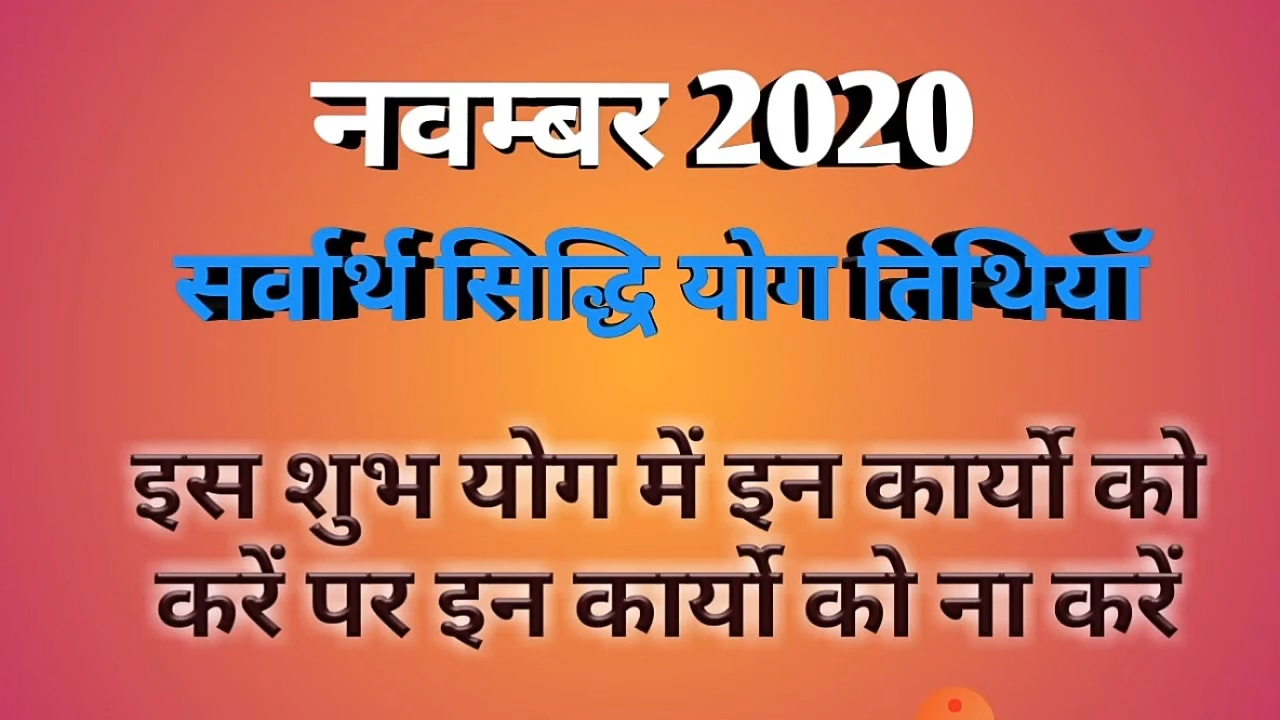 नवम्बर 2020
सर्वार्थ सिद्धि योग तिथियॉ
इस शुभ योग में इन कार्यो को
करें पर इन कार्यो को ना करें